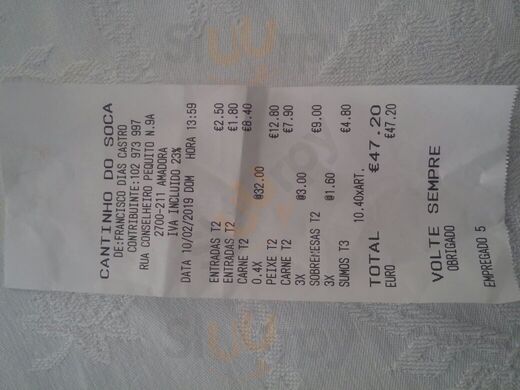 CANTINHO DO SOCA
DE:FRANCISCO DIAS CASTRO
CONTRIBUINTE:102 973 997
RUA CONSELHEIRO PEQUITO N.9A
2700-211 AMADORA
IVA INCLUIDO 23%
DATA 10/02/2019 DOM HORA 13:59
ENTRADAS T2 €2.50
ENTRADAS T2 €1.80
CARNE T2 €8.40
0.4X @32.00
PEIXE T2 €12.80
CARNE T2 €7.90
3X @3.00
SOBREMESAS T2 €9.00
3X @1.60
SUMOS T3 €4.80
10.40xART.
TOTAL €47.20
EURO €47.20
VOLTE SEMPRE
OBRIGADO
EMPREGADO 5